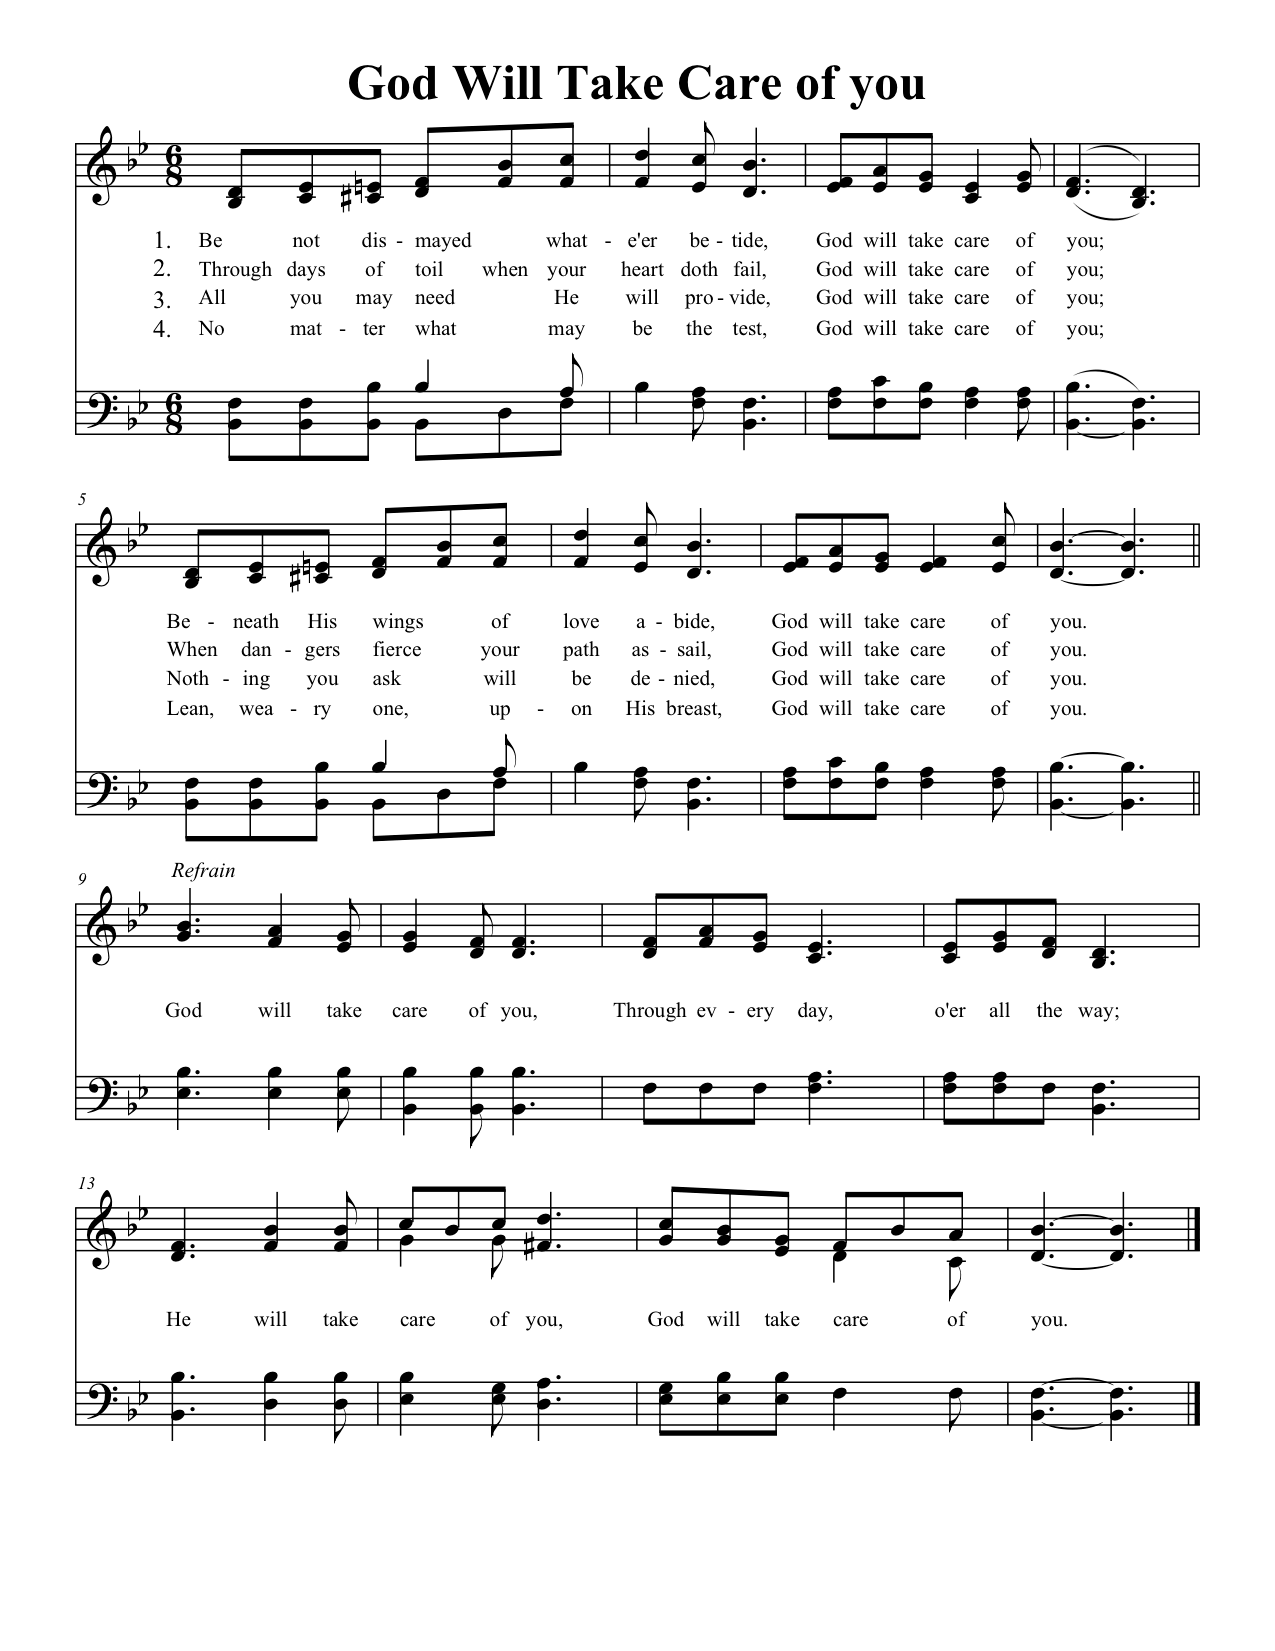 God Will Take Care of you
6
8
1. Be not dis - mayed what - e'er be - tide, God will take care of you;
2. Through days of toil when your heart doth fail, God will take care of you;
3. All you may need He will pro - vide, God will take care of you;
4. No mat - ter what may be the test, God will take care of you;
6
8
5
Be - neath His wings of love a - bide, God will take care of you.
When dan - gers fierce your path as - sail, God will take care of you.
Noth - ing you ask will be de - nied, God will take care of you.
Lean, wea - ry one, up - on His breast, God will take care of you.
Refrain
9
God will take care of you, Through ev - ery day, o'er all the way;
13
He will take care of you, God will take care of you.